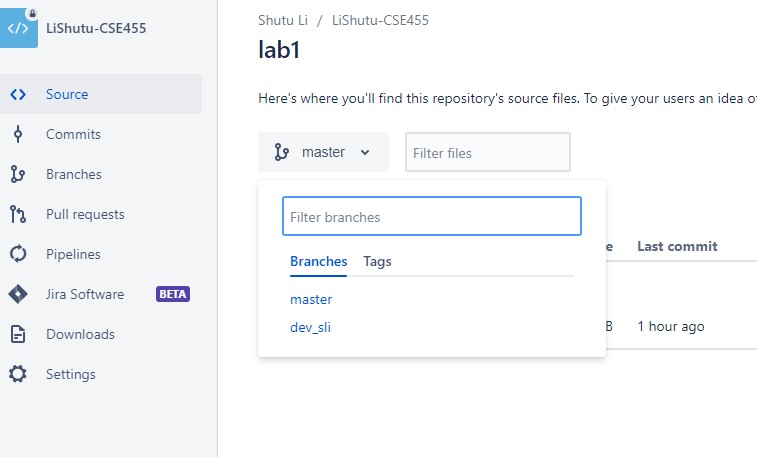 LiShutu-CSE455
Source
Commits
Branches
Pull requests
Pipelines
Jira Software BETA
Downloads
Settings
Shutu Li / LiShutu-CSE455
lab1
Here's where you'll find this repository's source files. To give your users an idea of
master
Filter files
Filter branches
Branches Tags
master
dev_sli
e Last commit
B 1 hour ago